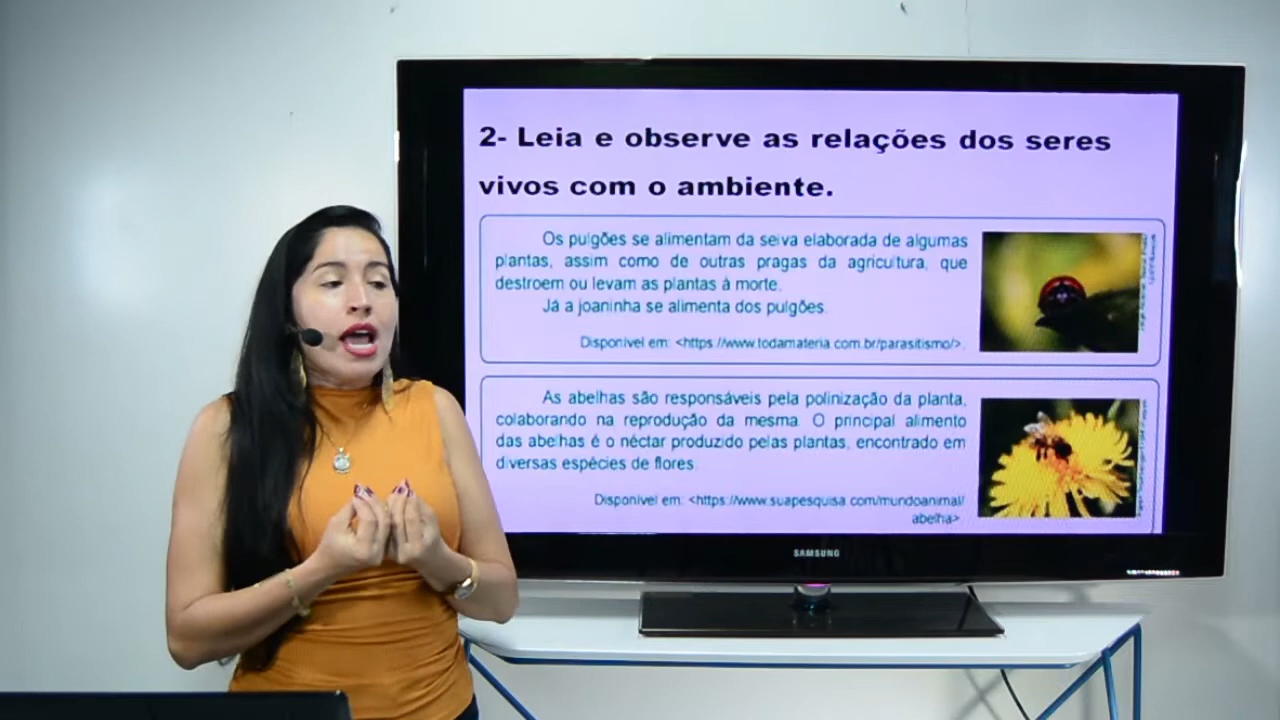 2- Leia e observe as relações dos seres
vivos com o ambiente.
Os pulgões se alimentam da seiva elaborada de algumas
plantas, assim como de outras pragas da agricultura, que
destroem ou levam as plantas à morte.
Já a joaninha se alimenta dos pulgões.
Disponível em: <https://www.todamateria.com.br/parasitismo/>.
As abelhas são responsáveis pela polinização da planta,
colaborando na reprodução da mesma. O principal alimento
das abelhas é o néctar produzido pelas plantas, encontrado em
diversas espécies de flores.
Disponível em: <https://www.suapesquisa.com/mundoanimal/
abelha>
SAMSUNG